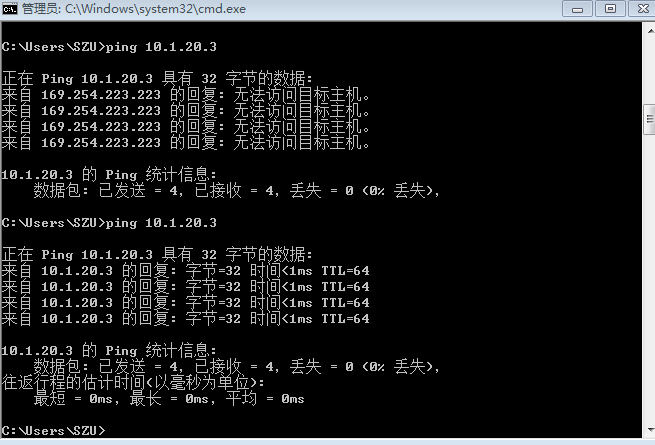 管理员: C:\Windows\system32\cmd.exe
C:\Users\SZU>ping 10.1.20.3
正在 Ping 10.1.20.3 具有 32 字节的数据:
来自 169.254.223.223 的回复: 无法访问目标主机。
来自 169.254.223.223 的回复: 无法访问目标主机。
来自 169.254.223.223 的回复: 无法访问目标主机。
来自 169.254.223.223 的回复: 无法访问目标主机。
10.1.20.3 的 Ping 统计信息:
数据包: 已发送 = 4, 已接收 = 4, 丢失 = 0 (0% 丢失),
C:\Users\SZU>ping 10.1.20.3
正在 Ping 10.1.20.3 具有 32 字节的数据:
来自 10.1.20.3 的回复: 字节=32 时间<1ms TTL=64
来自 10.1.20.3 的回复: 字节=32 时间<1ms TTL=64
来自 10.1.20.3 的回复: 字节=32 时间<1ms TTL=64
来自 10.1.20.3 的回复: 字节=32 时间<1ms TTL=64
10.1.20.3 的 Ping 统计信息:
数据包: 已发送 = 4, 已接收 = 4, 丢失 = 0 (0% 丢失),
往返行程的估计时间(以毫秒为单位):
最短 = 0ms, 最长 = 0ms, 平均 = 0ms
C:\Users\SZU>